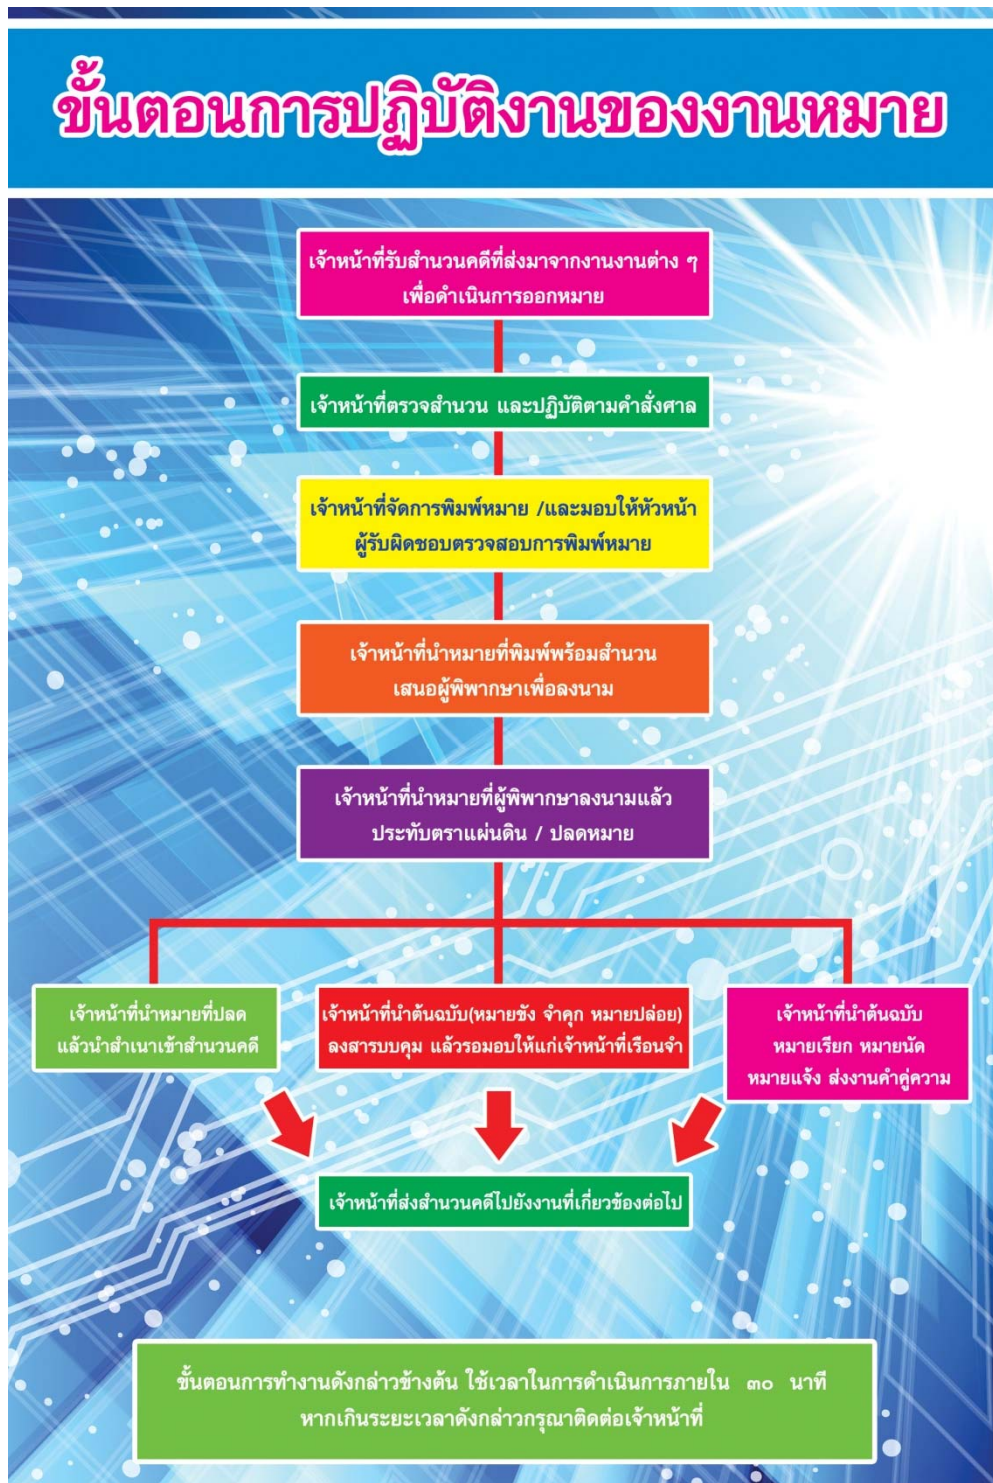 ขั้นตอนการปฏิบัติงานของงานหมาย
เจ้าหน้าที่รับสำนวนคดีที่ส่งมาจากงานงานต่าง ๆ
เพื่อดำเนินการออกหมาย
เจ้าหน้าที่ตรวจสำนวน และปฏิบัติตามคำสั่งศาล
เจ้าหน้าที่จัดการพิมพ์หมาย /และมอบให้หัวหน้า
ผู้รับผิดชอบตรวจสอบการพิมพ์หมาย
เจ้าหน้าที่นำหมายที่พิมพ์พร้อมสำนวน
เสนอผู้พิพากษาเพื่อลงนาม
เจ้าหน้าที่นำหมายที่ผู้พิพากษาลงนามแล้ว
ประทับตราแผ่นดิน / ปลดหมาย
เจ้าหน้าที่นำหมายที่ปลด
แล้วนำสำเนาเข้าสำนวนคดี
เจ้าหน้าที่นำต้นฉบับ(หมายขัง จำคุก หมายปล่อย)
ลงสารบบคุม แล้วรอมอบให้แก่เจ้าหน้าที่เรือนจำ
เจ้าหน้าที่นำต้นฉบับ
หมายเรียก หมายนัด
หมายแจ้ง ส่งงานคำคู่ความ
เจ้าหน้าที่ส่งสำนวนคดีไปยังงานที่เกี่ยวข้องต่อไป
ขั้นตอนการทำงานดังกล่าวข้างต้น ใช้เวลาในการดำเนินการภายใน ๓๐ นาที
หากเกินระยะเวลาดังกล่าวกรุณาติดต่อเจ้าหน้าที่